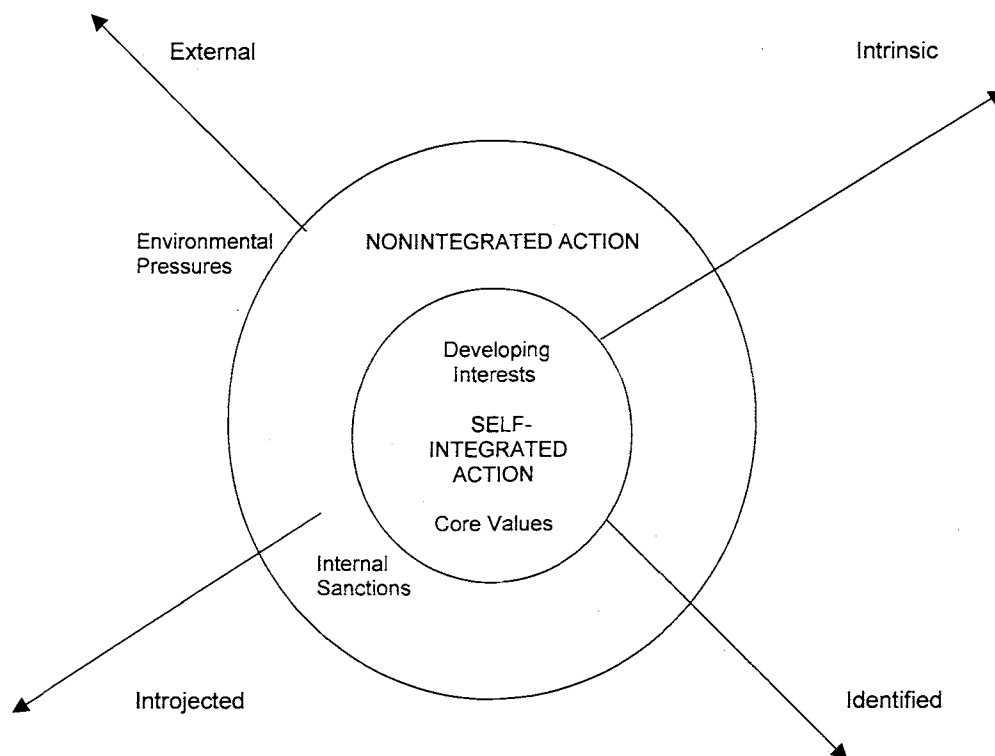 External
Intrinsic
Environmental
Pressures
NONINTEGRATED ACTION
Developing
Interests
SELF-
INTEGRATED
ACTION
Core Values
Internal
Sanctions
Introjected
Identified